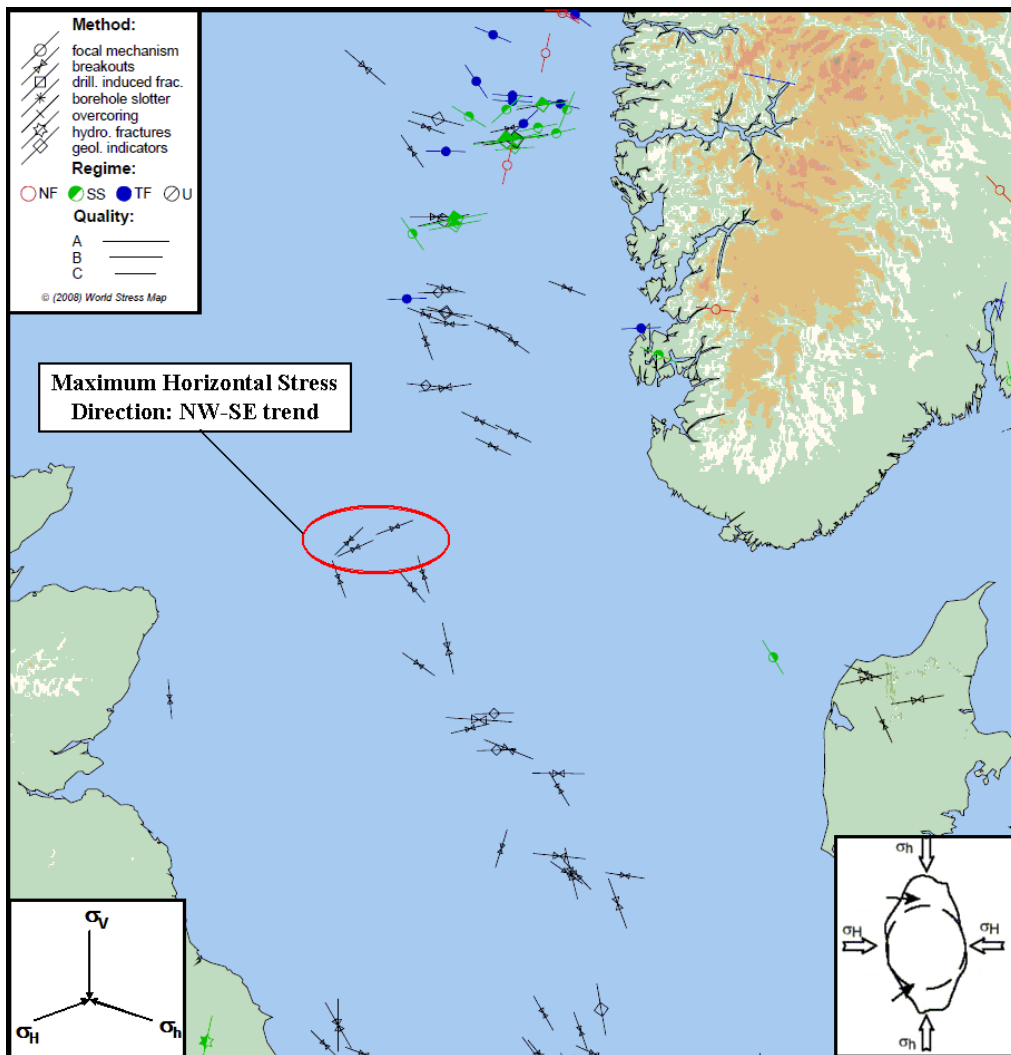 Method:
focal mechanism
breakouts
drill. induced frac.
borehole slotter
overcoring
hydro. fractures
geol. indicators
Regime:
NF SS TF U
Quality:
A
B
C
© (2008) World Stress Map
Maximum Horizontal Stress
Direction: NW-SE trend
σV
σH σh
σh
σH σH
σh